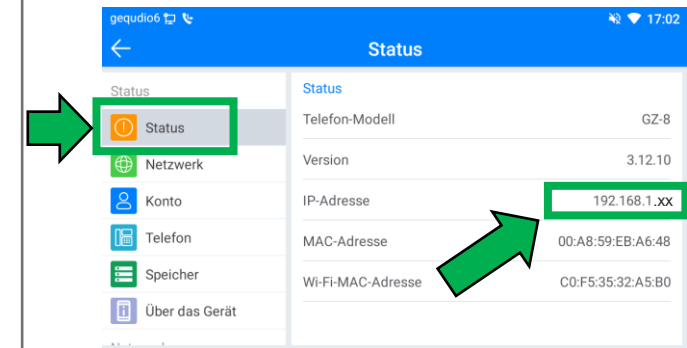 gequdio6 17:02
Status
Status
Status
Netzwerk
Konto
Telefon
Speicher
Über das Gerät
Status
Telefon-Modell GZ-8
Version 3.12.10
IP-Adresse 192.168.1.xx
MAC-Adresse 00:A8:59:EB:A6:48
Wi-Fi-MAC-Adresse C0:F5:35:32:A5:B0